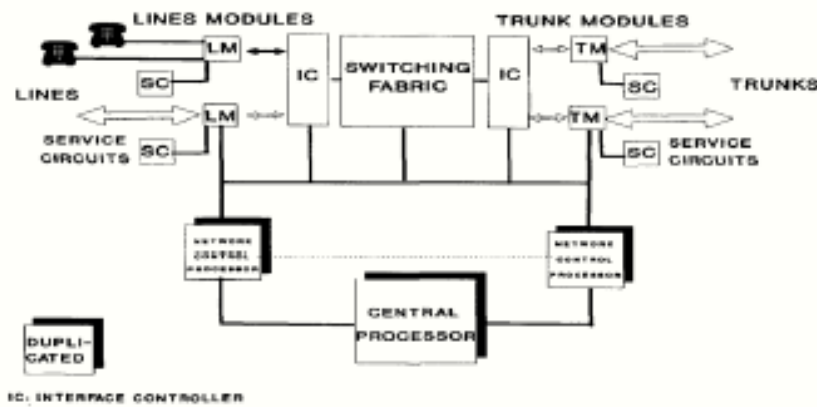 LINES MODULES
TRUNK MODULES
LM
IC
SWITCHING
FABRIC
IC
TM
SC
SC
LINES
TRUNKS
LM
TM
SERVICE
CIRCUITS
SC
SC
SERVICE
CIRCUITS
NETWORK
CONTROL
PROCESSOR
NETWORK
CONTROL
PROCESSOR
CENTRAL
PROCESSOR
DUPLI-
CATED
IC: INTERFACE CONTROLLER